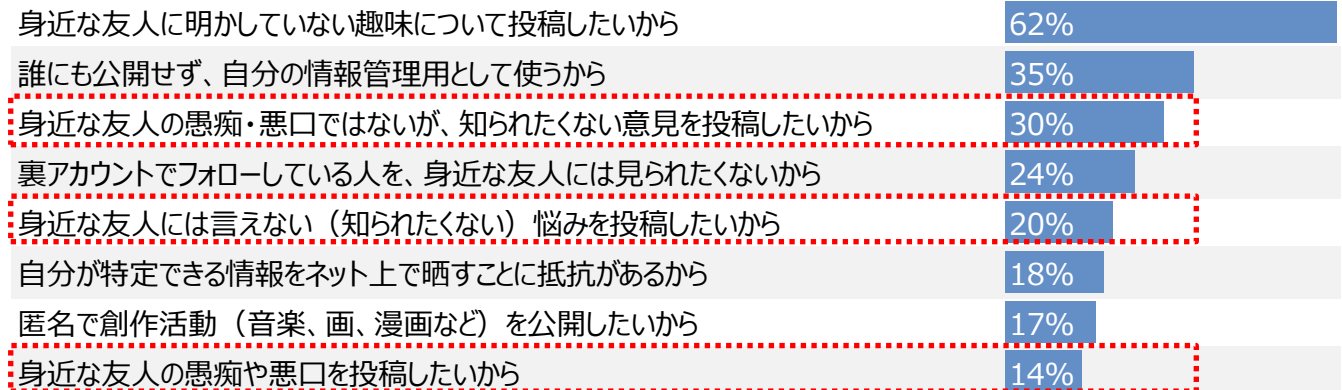 身近な友人に明かしていない趣味について投稿したいから 62%
誰にも公開せず、自分の情報管理用として使うから 35%
身近な友人の愚痴・悪口ではないが、知られたくない意見を投稿したいから 30%
裏アカウントでフォローしている人を、身近な友人には見られたくないから 24%
身近な友人には言えない（知られたくない）悩みを投稿したいから 20%
自分が特定できる情報をネット上で晒すことに抵抗があるから 18%
匿名で創作活動（音楽、画、漫画など）を公開したいから 17%
身近な友人の愚痴や悪口を投稿したいから 14%